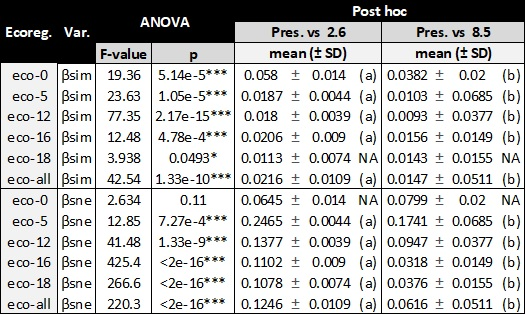 Ecoreg. Var. ANOVA Post hoc
Pres. vs 2.6 Pres. vs 8.5
F-value p mean (± SD) mean (± SD)
eco-0 βsim 19.36 5.14e-5*** 0.058 ± 0.014 (a) 0.0382 ± 0.02 (b)
eco-5 βsim 23.63 1.05e-5*** 0.0187 ± 0.0044 (a) 0.0103 ± 0.0685 (b)
eco-12 βsim 77.35 2.17e-15*** 0.018 ± 0.0039 (a) 0.0093 ± 0.0377 (b)
eco-16 βsim 12.48 4.78e-4*** 0.0206 ± 0.009 (a) 0.0156 ± 0.0149 (b)
eco-18 βsim 3.938 0.0493* 0.0113 ± 0.0074 NA 0.0143 ± 0.0155 NA
eco-all βsim 42.54 1.33e-10*** 0.0216 ± 0.0109 (a) 0.0147 ± 0.0511 (b)
eco-0 βsne 2.634 0.11 0.0645 ± 0.014 NA 0.0799 ± 0.02 NA
eco-5 βsne 12.85 7.27e-4*** 0.2465 ± 0.0044 (a) 0.1741 ± 0.0685 (b)
eco-12 βsne 41.48 1.33e-9*** 0.1377 ± 0.0039 (a) 0.0947 ± 0.0377 (b)
eco-16 βsne 425.4 <2e-16*** 0.1102 ± 0.009 (a) 0.0318 ± 0.0149 (b)
eco-18 βsne 266.6 <2e-16*** 0.1078 ± 0.0074 (a) 0.0376 ± 0.0155 (b)
eco-all βsne 220.3 <2e-16*** 0.1246 ± 0.0109 (a) 0.0616 ± 0.0511 (b)